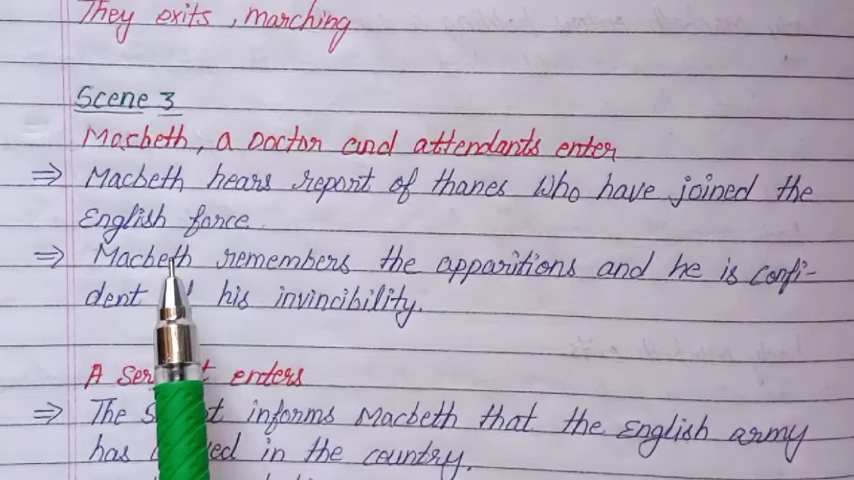 They exits, marching
Scene 3
Macbeth, a Doctor and attendants enter
⇒ Macbeth hears report of thanes who have joined the
English force.
⇒ Macbeth remembers the apparitions and he is confi-
dent his invincibility.
A enters
⇒ The informs Macbeth that the English army
has in the country.